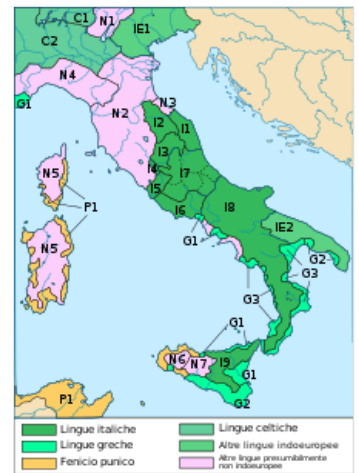 C1
N1
C2
IE1
N4
G1
N2
N3
I2
I1
I3
I4
I7
I5
I6
I8
N5
P1
N5
G1
IE2
G2
G3
G3
G1
N6
N7
I9
G1
G2
P1
Lingue italiche
Lingue greche
Fenicio punico
Lingue celtiche
Altre lingue indoeuropee
Altre lingue presumibilmente
non indoeuropee